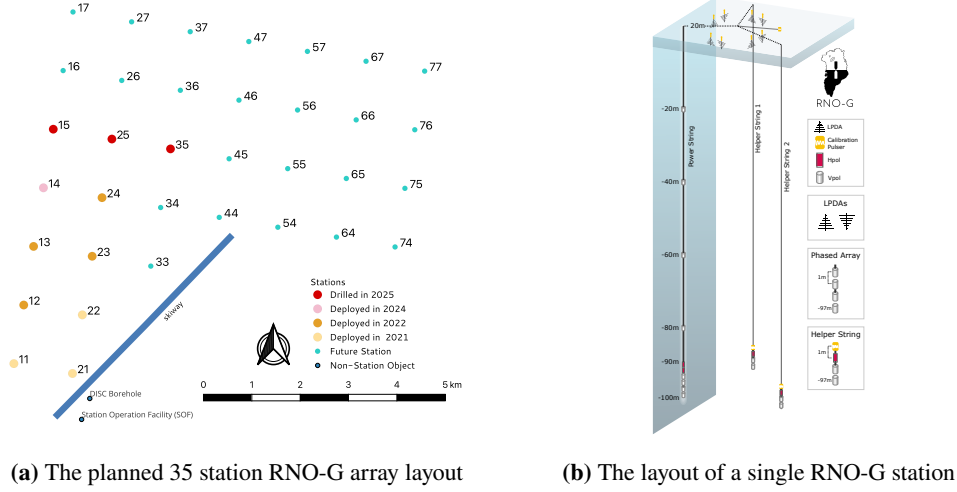 17
27
37
47
57
67
77
16
26
36
46
56
66
76
15
25
35
45
55
65
75
14
24
34
44
54
64
74
13
23
33
12
22
11
21
skiway
DISC Borehole
Station Operation Facility (SOF)
Stations
Drilled in 2025
Deployed in 2024
Deployed in 2022
Deployed in 2021
Future Station
Non-Station Object
0 1 2 3 4 5 km
(a) The planned 35 station RNO-G array layout
20m
-20m
-40m
-60m
-80m
-90m
-100m
Power String
Helper String 1
Helper String 2
RNO-G
LPDA
Calibration
Pulser
Hpol
Vpol
LPDAs
Phased Array
1m
-97m
Helper String
1m
-97m
(b) The layout of a single RNO-G station